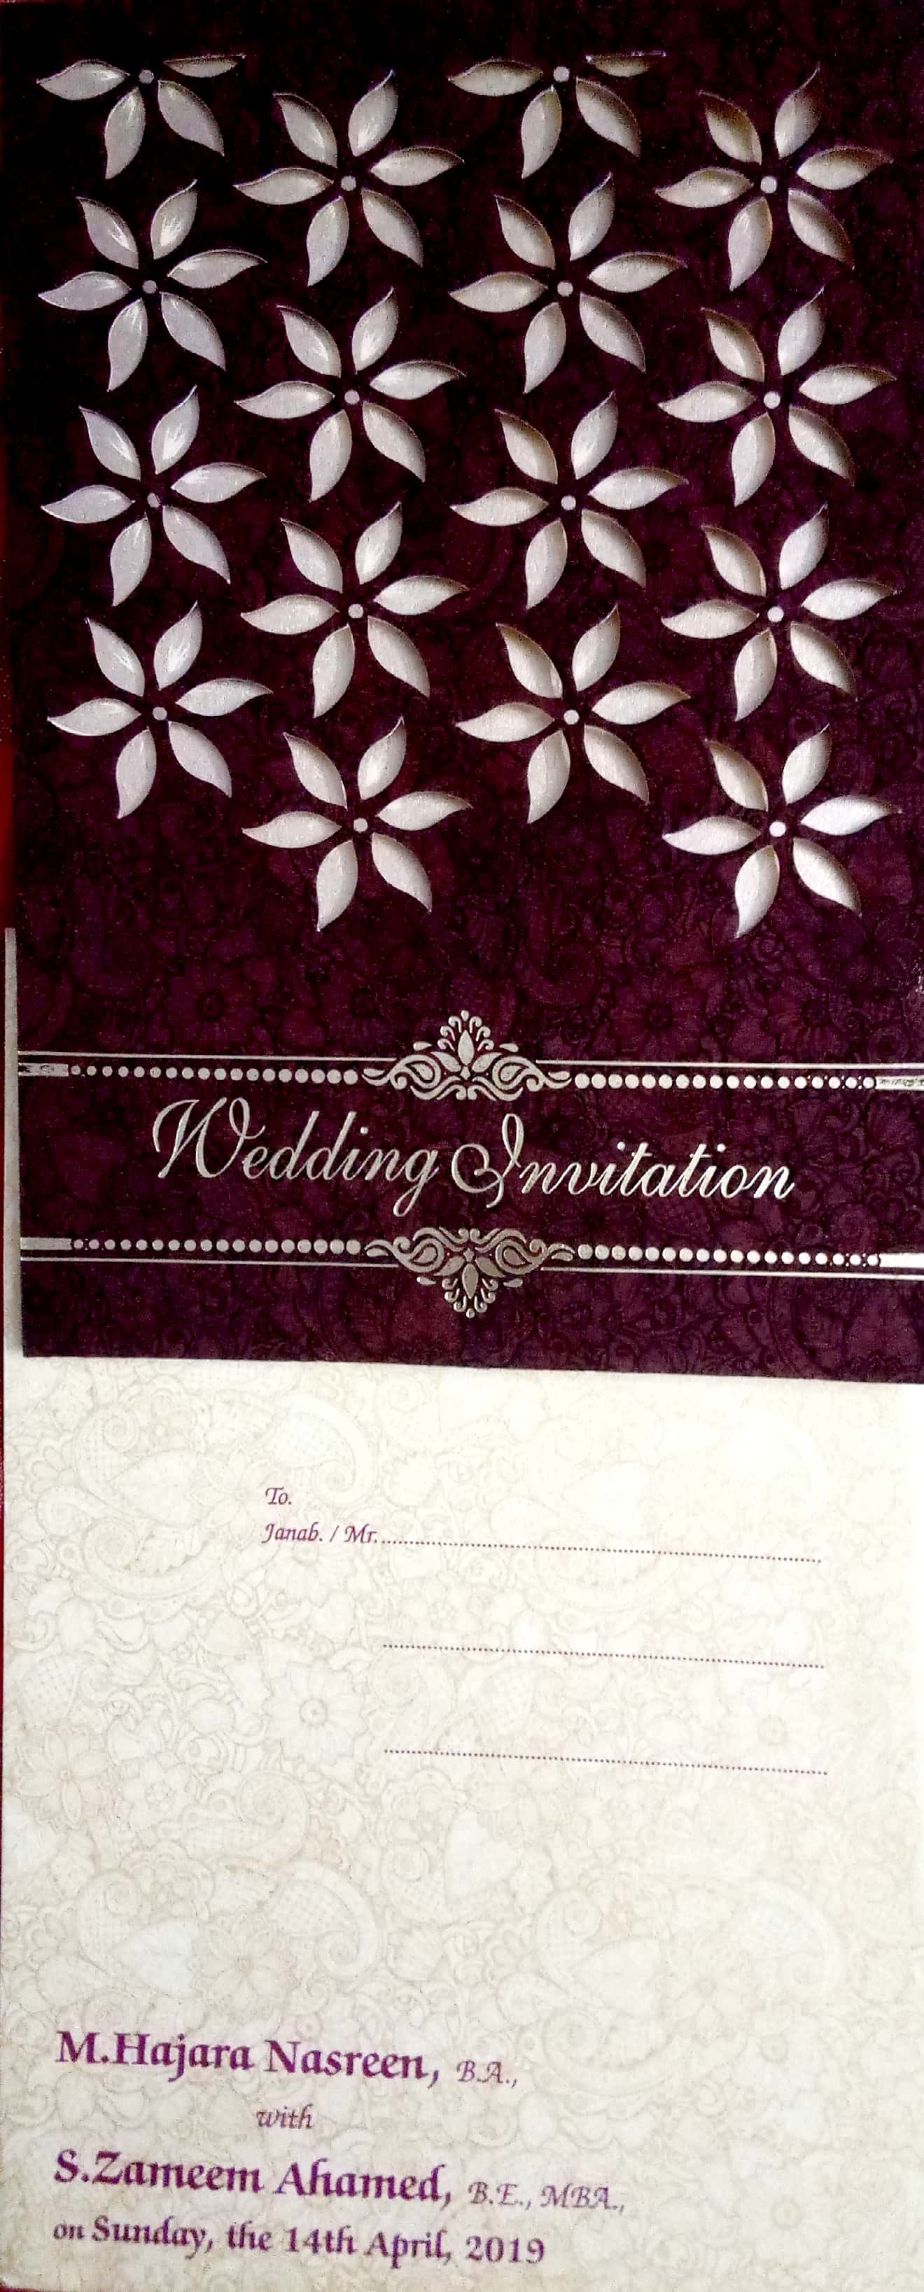 Wedding Invitation
To.
Janab. / Mr.............................................................
.............................................................
.............................................................
M.Hajara Nasreen, B.A.,
with
S.Zameem Ahamed, B.E., MBA.,
on Sunday, the 14th April, 2019